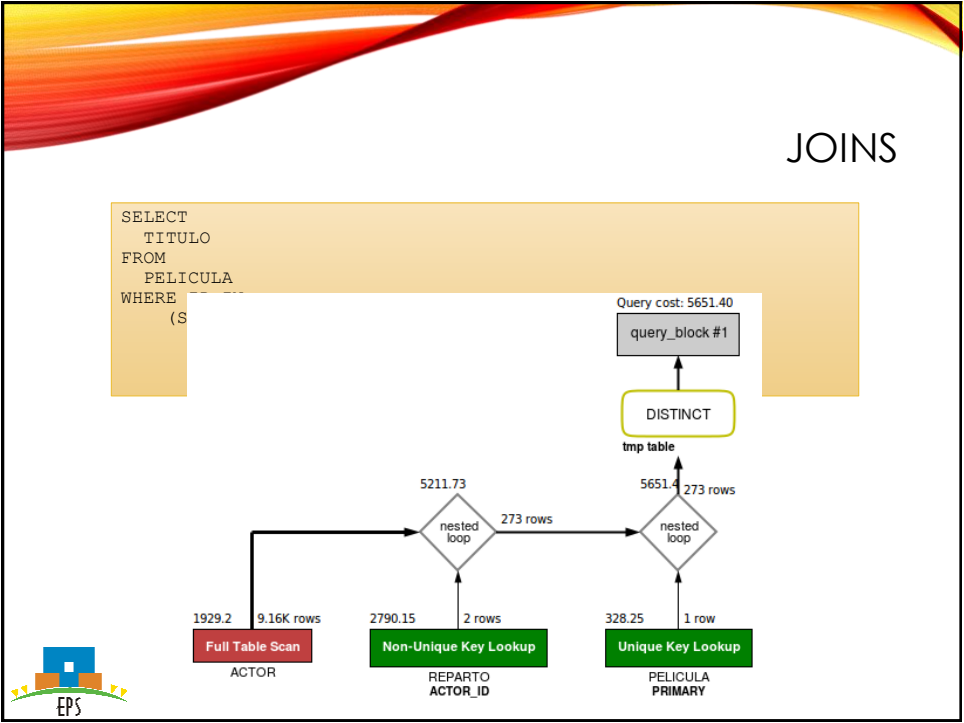 JOINS
SELECT
TITULO
FROM
PELICULA
WHERE
(S
Query cost: 5651.40
query_block #1
DISTINCT
tmp table
5211.73
5651.4
273 rows
nested
loop
273 rows
nested
loop
1929.2
9.16K rows
2790.15
2 rows
328.25
1 row
Full Table Scan
Non-Unique Key Lookup
Unique Key Lookup
ACTOR
REPARTO
ACTOR_ID
PELICULA
PRIMARY
EPS